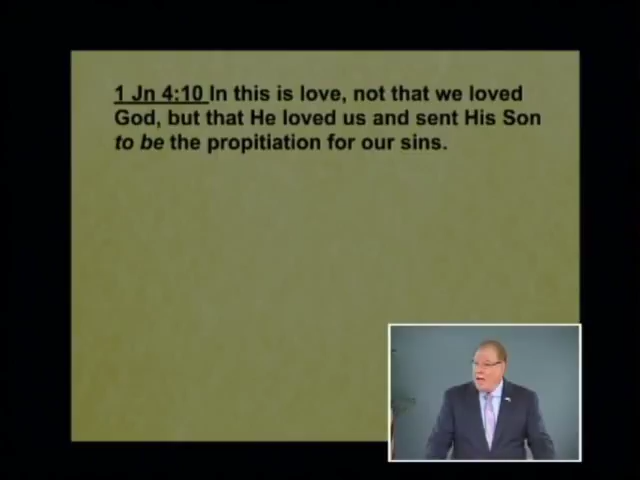 1 Jn 4:10 In this is love, not that we loved
God, but that He loved us and sent His Son
to be the propitiation for our sins.